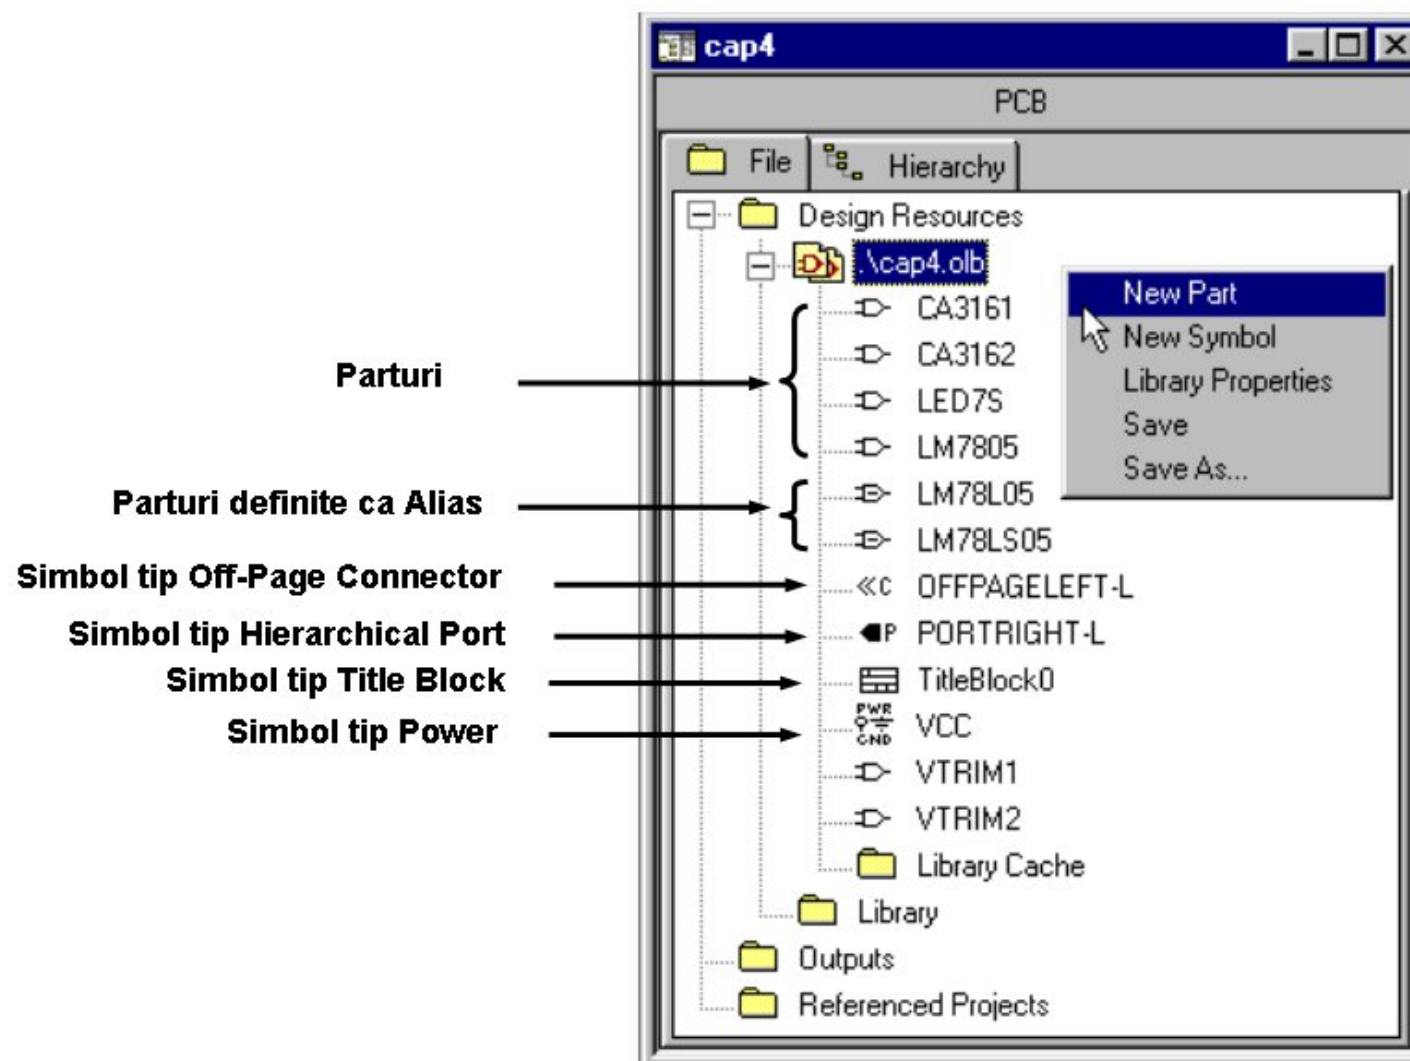 cap4
PCB
File
Hierarchy
Design Resources
.\cap4.olb
New Part
New Symbol
Library Properties
Save
Save As...
CA3161
CA3162
LED7S
LM7805
LM78L05
LM78LS05
OFFPAGELEFT-L
PORTRIGHT-L
TitleBlock0
PWR
GND
VCC
VTRIM1
VTRIM2
Library Cache
Library
Outputs
Referenced Projects
Parturi
Parturi definite ca Alias
Simbol tip Off-Page Connector
Simbol tip Hierarchical Port
Simbol tip Title Block
Simbol tip Power